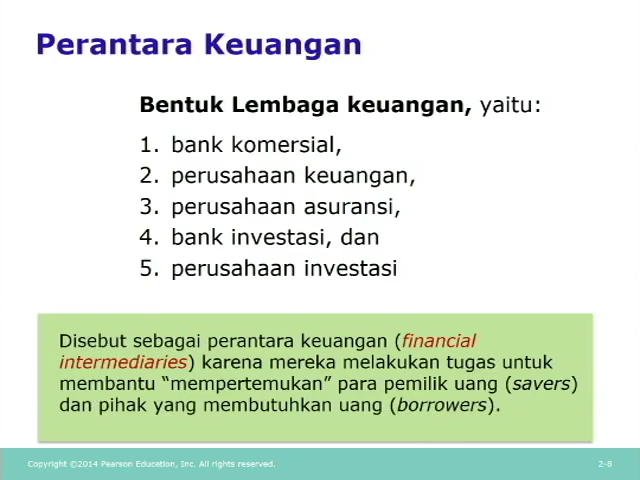 Perantara Keuangan
Bentuk Lembaga keuangan, yaitu:
1. bank komersial,
2. perusahaan keuangan,
3. perusahaan asuransi,
4. bank investasi, dan
5. perusahaan investasi
Disebut sebagai perantara keuangan (financial
intermediaries) karena mereka melakukan tugas untuk
membantu “mempertemukan” para pemilik uang (savers)
dan pihak yang membutuhkan uang (borrowers).
Copyright ©2014 Pearson Education, Inc. All rights reserved.
2-8